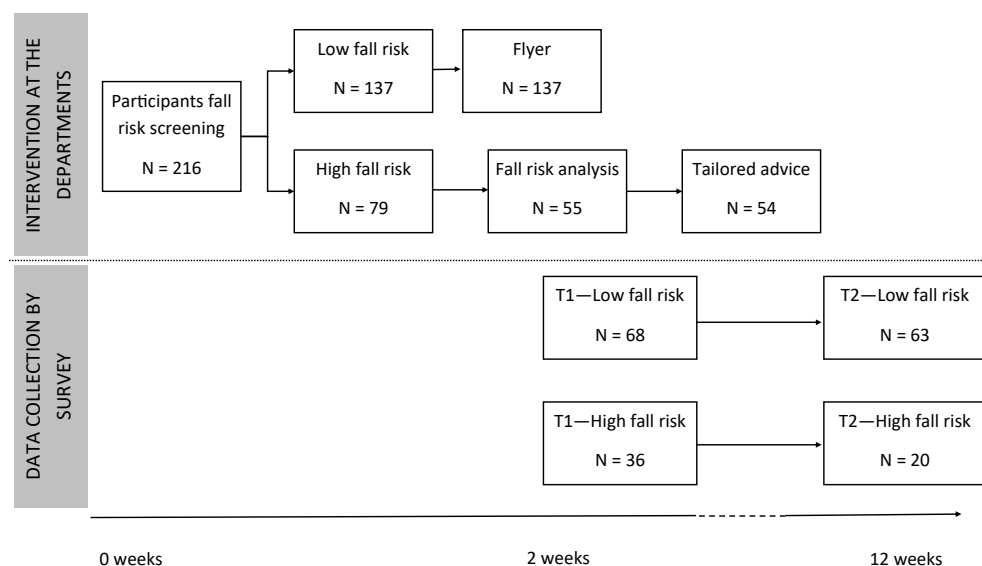 INTERVENTION AT THE
DEPARTMENTS
Participants fall
risk screening
N = 216
Low fall risk
N = 137
Flyer
N = 137
High fall risk
N = 79
Fall risk analysis
N = 55
Tailored advice
N = 54
DATA COLLECTION BY
SURVEY
T1—Low fall risk
N = 68
T2—Low fall risk
N = 63
T1—High fall risk
N = 36
T2—High fall risk
N = 20
0 weeks
2 weeks
12 weeks